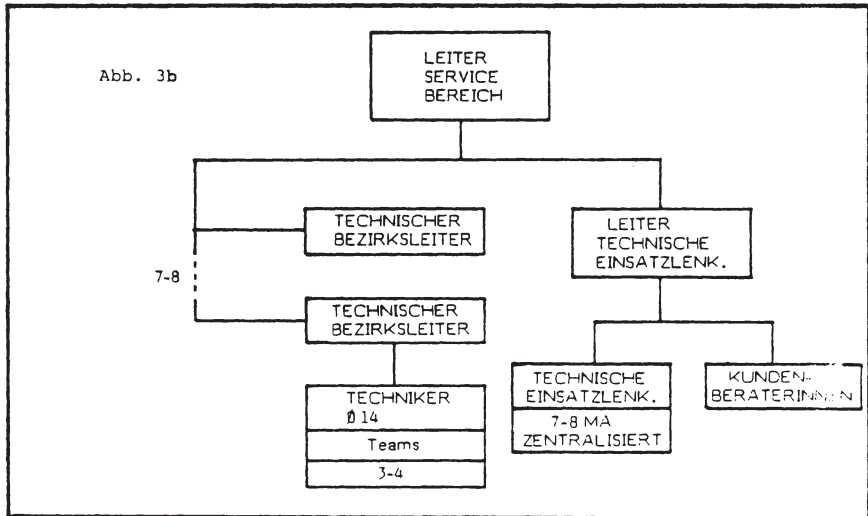 Abb. 3b
LEITER
SERVICE
BEREICH
TECHNISCHER
BEZIRKSLEITER
7-8
TECHNISCHER
BEZIRKSLEITER
TECHNIKER
Ø 14
Teams
3-4
LEITER
TECHNISCHE
EINSATZLENK.
TECHNISCHE
EINSATZLENK.
7-8 MA
ZENTRALISIERT
KUNDEN-
BERATERINNEN